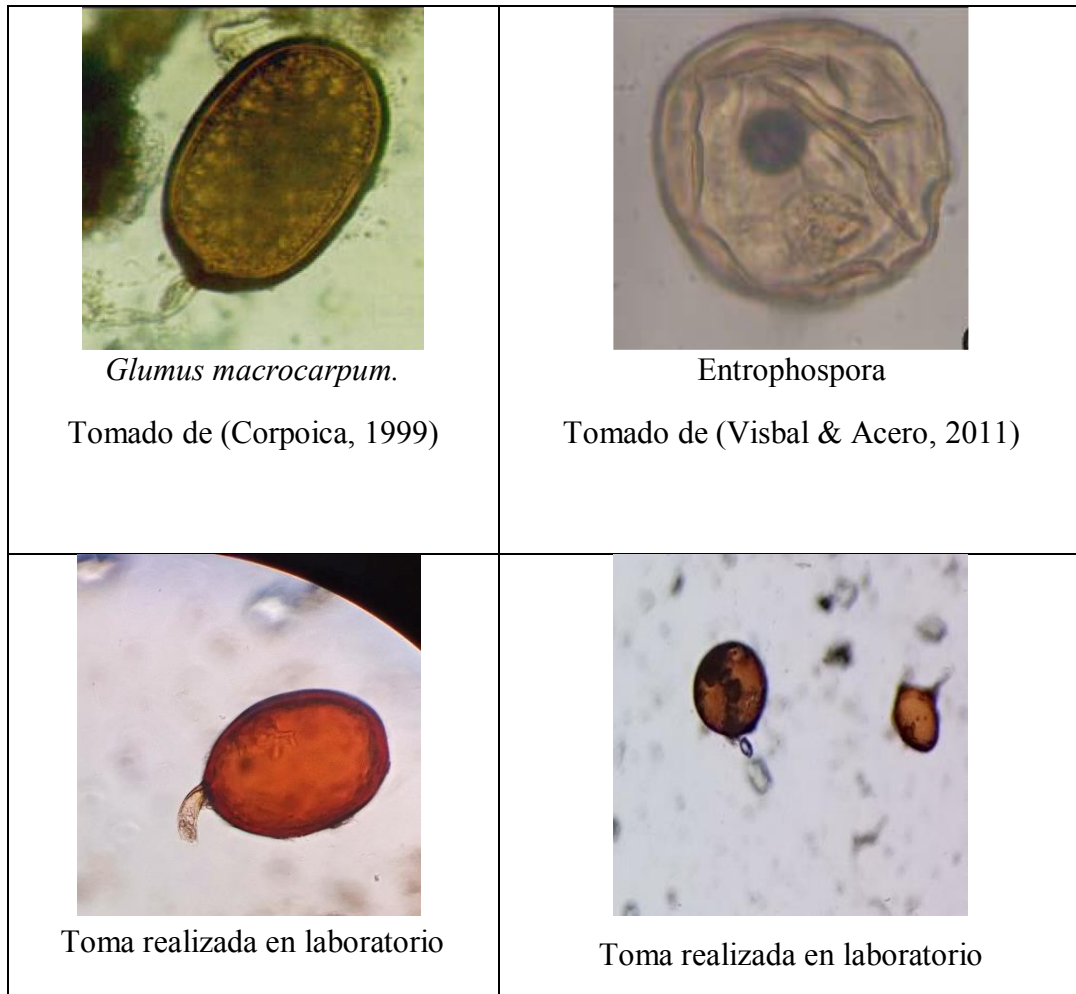 Glumus macrocarpum.
Tomado de (Corpoica, 1999)
Entrophospora
Tomado de (Visbal & Acero, 2011)
Toma realizada en laboratorio
Toma realizada en laboratorio